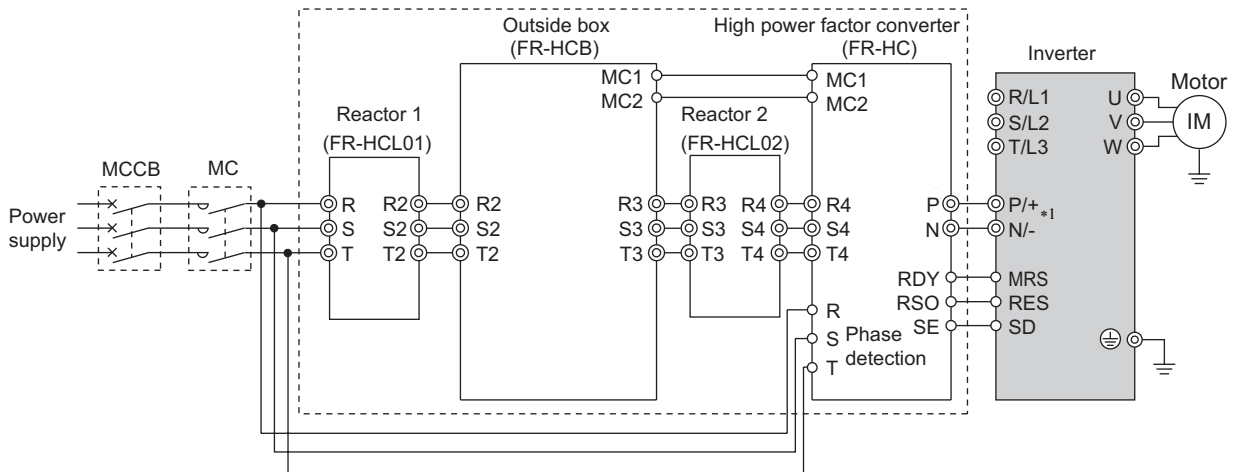 Outside box
(FR-HCB)
High power factor converter
(FR-HC)
Inverter
Motor
MC1
MC2
MC1
MC2
Reactor 1
(FR-HCL01)
Reactor 2
(FR-HCL02)
R/L1
S/L2
T/L3
U
V
W
IM
MCCB
MC
Power
supply
R R2 R2 R3 R3 R4 R4 P P/+ *1
S S2 S2 S3 S3 S4 S4 N N/-
T T2 T2 T3 T3 T4 T4
RDY MRS
RSO RES
SE SD
R
S Phase
T detection